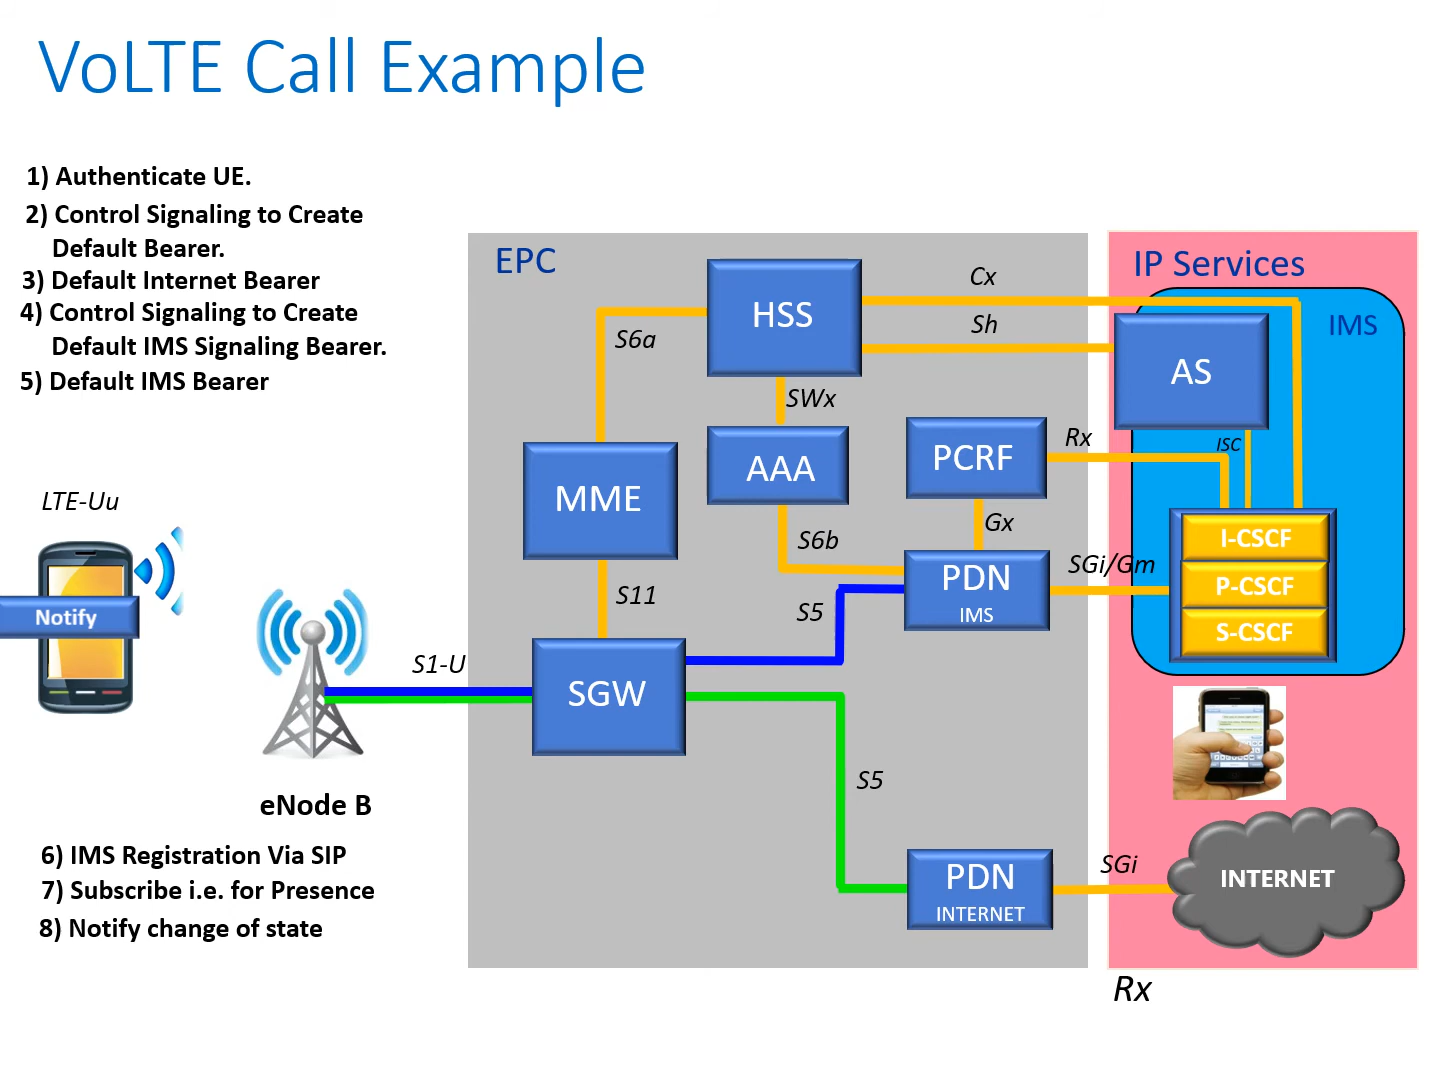 VoLTE Call Example
1) Authenticate UE.
2) Control Signaling to Create
Default Bearer.
3) Default Internet Bearer
4) Control Signaling to Create
Default IMS Signaling Bearer.
5) Default IMS Bearer
LTE-Uu
Notify
eNode B
6) IMS Registration Via SIP
7) Subscribe i.e. for Presence
8) Notify change of state
S1-U
EPC
HSS
S6a
SWx
MME
AAA
PCRF
S6b
Gx
S11
PDN
IMS
S5
SGW
S5
PDN
INTERNET
Cx
Sh
Rx
SGi/Gm
SGi
IP Services
IMS
AS
ISC
I-CSCF
P-CSCF
S-CSCF
INTERNET
Rx